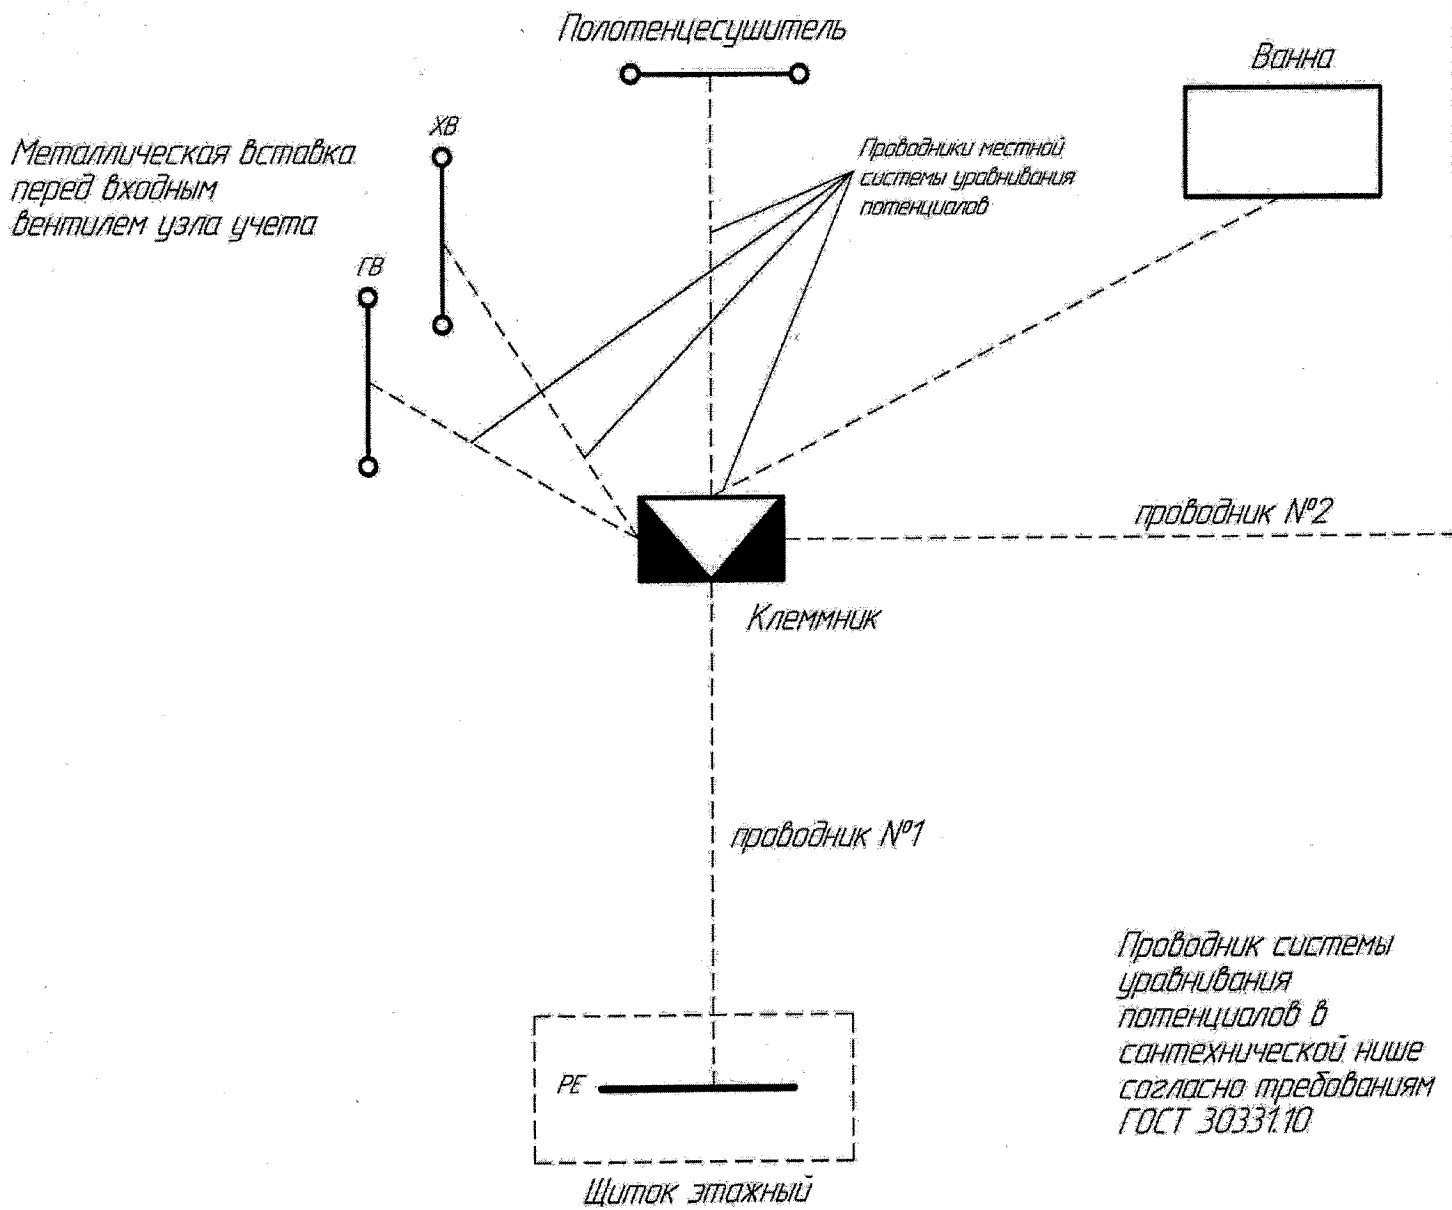 Полотенцесушитель
Ванна
ХВ
Металлическая вставка
перед входным
вентилем узла учета
Проводники местной
системы уравнивания
потенциалов
ГВ
проводник №2
Клеммник
проводник №1
Проводник системы
уравнивания
потенциалов в
сантехнической нише
согласно требованиям
ГОСТ 30331.10
РЕ
Щиток этажный